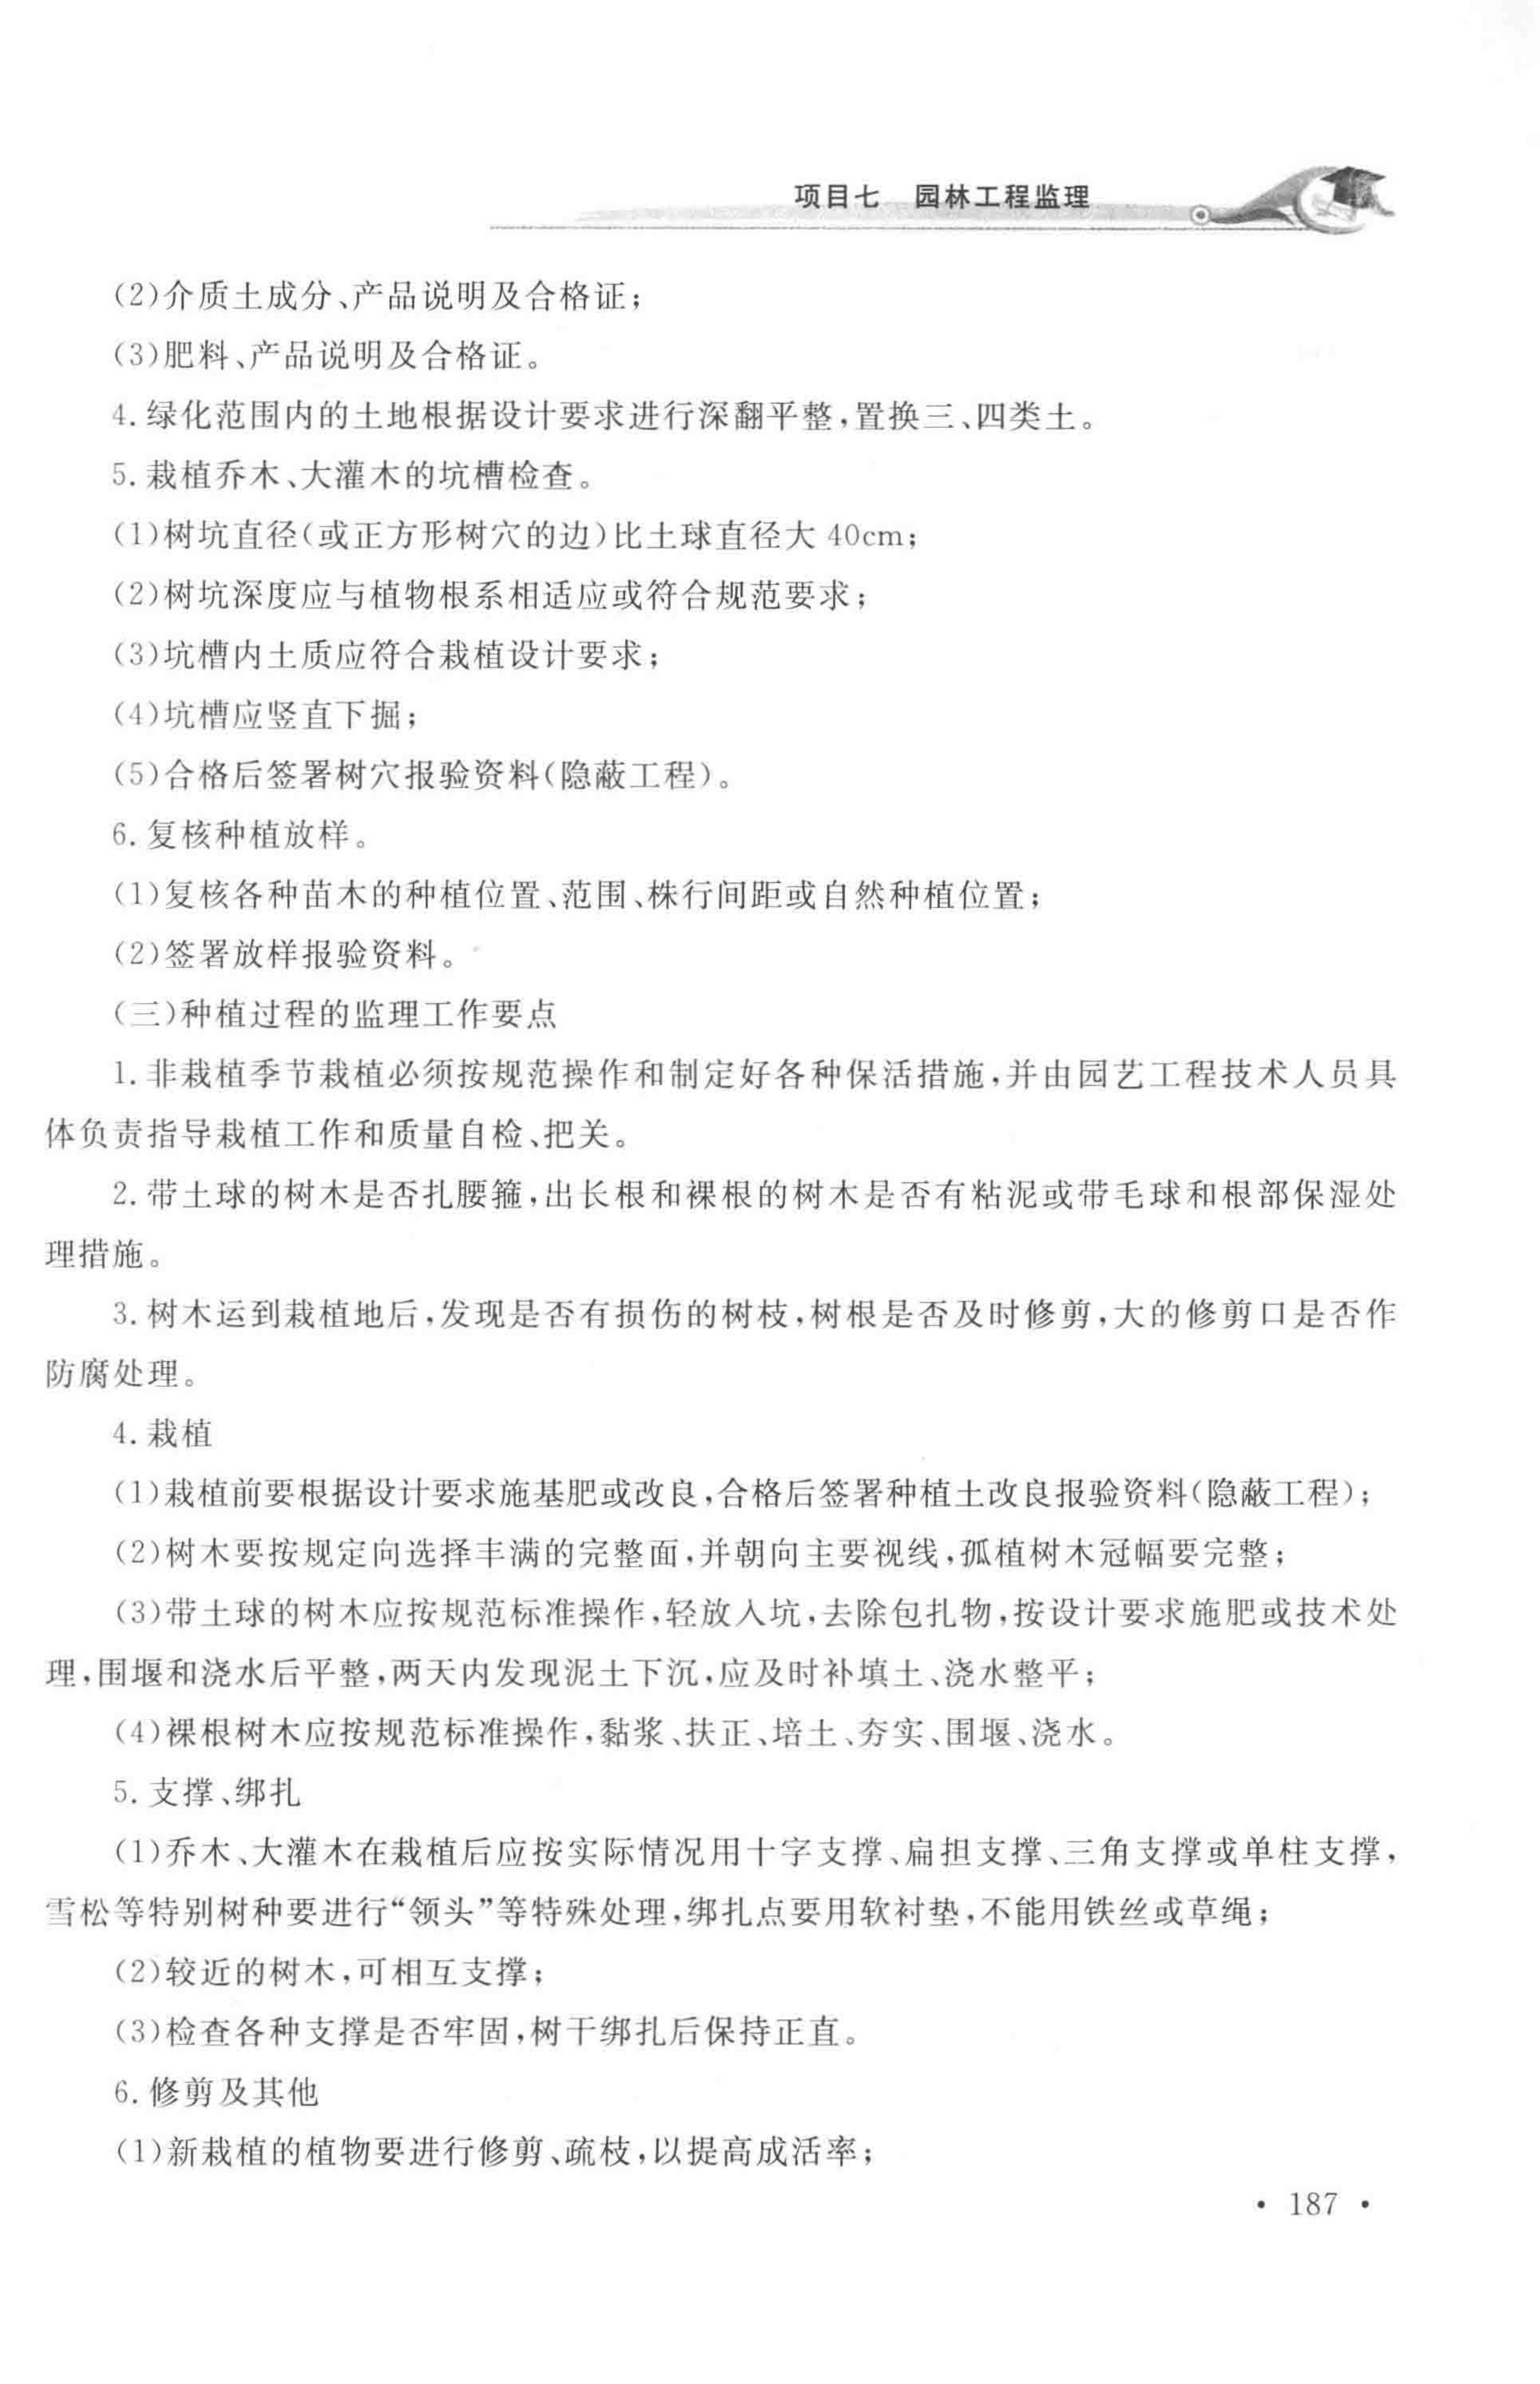 项目七　园林工程监理
(2)介质土成分、产品说明及合格证；
(3)肥料、产品说明及合格证。
4. 绿化范围内的土地根据设计要求进行深翻平整，置换三、四类土。
5. 栽植乔木、大灌木的坑槽检查。
(1)树坑直径(或正方形树穴的边)比土球直径大 40cm；
(2)树坑深度应与植物根系相适应或符合规范要求；
(3)坑槽内土质应符合栽植设计要求；
(4)坑槽应竖直下掘；
(5)合格后签署树穴报验资料(隐蔽工程)。
6. 复核种植放样。
(1)复核各种苗木的种植位置、范围、株行间距或自然种植位置；
(2)签署放样报验资料。
(三)种植过程的监理工作要点
1. 非栽植季节栽植必须按规范操作和制定好各种保活措施，并由园艺工程技术人员具
体负责指导栽植工作和质量自检、把关。
2. 带土球的树木是否扎腰箍，出长根和裸根的树木是否有粘泥或带毛球和根部保湿处
理措施。
3. 树木运到栽植地后，发现是否有损伤的树枝，树根是否及时修剪，大的修剪口是否作
防腐处理。
4. 栽植
(1)栽植前要根据设计要求施基肥或改良，合格后签署种植土改良报验资料(隐蔽工程)；
(2)树木要按规定向选择丰满的完整面，并朝向主要视线，孤植树木冠幅要完整；
(3)带土球的树木应按规范标准操作，轻放入坑，去除包扎物，按设计要求施肥或技术处
理，围堰和浇水后平整，两天内发现泥土下沉，应及时补填土、浇水整平；
(4)裸根树木应按规范标准操作，黏浆、扶正、培土、夯实、围堰、浇水。
5. 支撑、绑扎
(1)乔木、大灌木在栽植后应按实际情况用十字支撑、扁担支撑、三角支撑或单柱支撑，
雪松等特别树种要进行“领头”等特殊处理，绑扎点要用软衬垫，不能用铁丝或草绳；
(2)较近的树木，可相互支撑；
(3)检查各种支撑是否牢固，树干绑扎后保持正直。
6. 修剪及其他
(1)新栽植的植物要进行修剪、疏枝，以提高成活率；
• 187 •